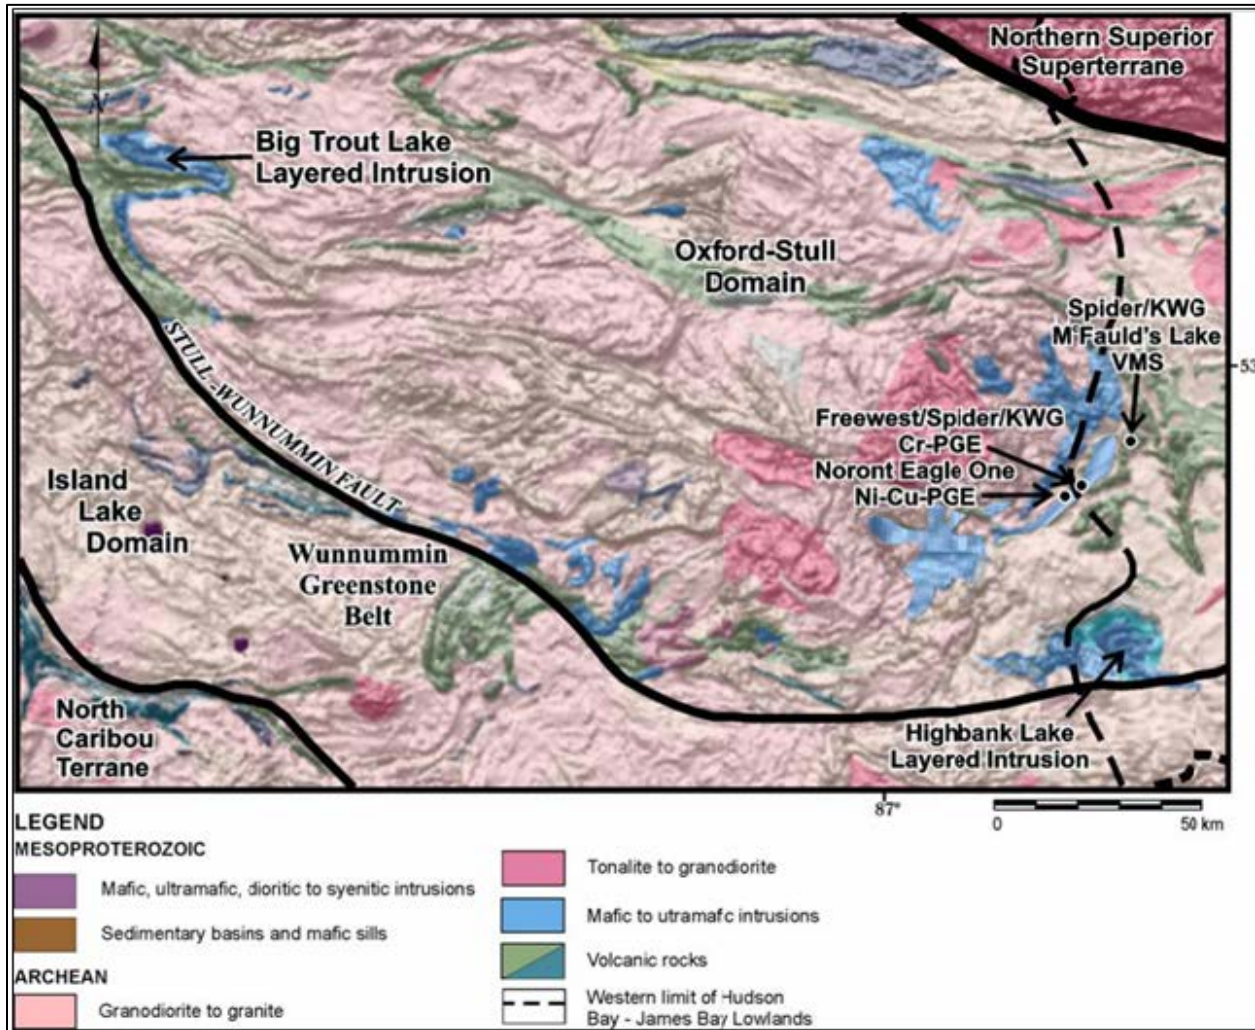 Northern Superior
Superterrane
N
Big Trout Lake
Layered Intrusion
Oxford-Stull
Domain
Spider/KWG
M'Fauld's Lake
VMS
53
STULL -WUNNUMMIN FAULT
Freewest/Spider/KWG
Cr-PGE
Noront Eagle One
Ni-Cu-PGE
Island
Lake
Domain
Wunnummin
Greenstone
Belt
North
Caribou
Terrane
Highbank Lake
Layered Intrusion
87°
0 50 km
LEGEND
MESOPROTEROZOIC
Mafic, ultramafic, dioritic to syenitic intrusions
Sedimentary basins and mafic sills
ARCHEAN
Granodiorite to granite
Tonalite to granodiorite
Mafic to utramafc intrusions
Volcanic rocks
Western limit of Hudson
Bay - James Bay Lowlands